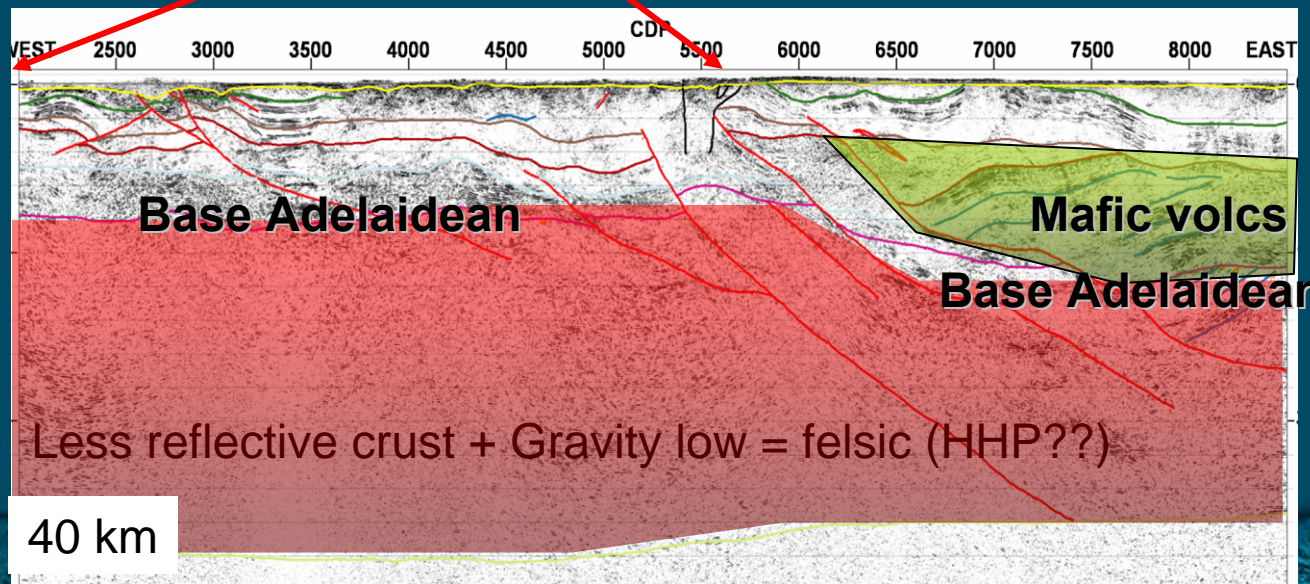 CDP
WEST 2500 3000 3500 4000 4500 5000 5500 6000 6500 7000 7500 8000 EAST
Base Adelaidean
Mafic volcs
Base Adelaidean
Less reflective crust + Gravity low = felsic (HHP??)
40 km